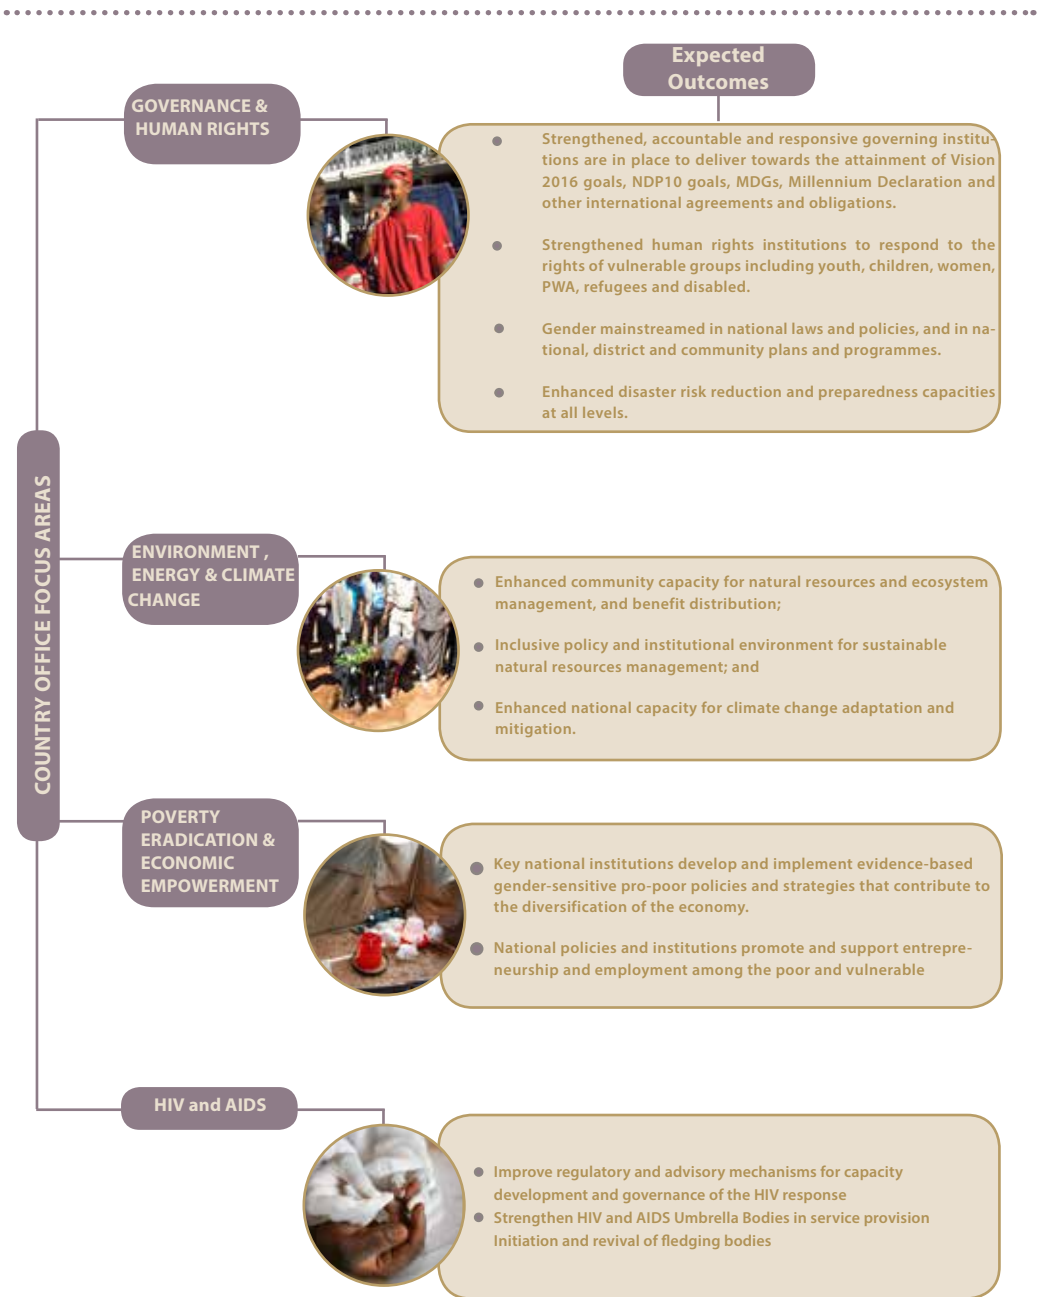 Expected
Outcomes
GOVERNANCE &
HUMAN RIGHTS
Strengthened, accountable and responsive governing institu-
tions are in place to deliver towards the attainment of Vision
2016 goals, NDP10 goals, MDGs, Millennium Declaration and
other international agreements and obligations.
Strengthened human rights institutions to respond to the
rights of vulnerable groups including youth, children, women,
PWA, refugees and disabled.
Gender mainstreamed in national laws and policies, and in na-
tional, district and community plans and programmes.
Enhanced disaster risk reduction and preparedness capacities
at all levels.
COUNTRY OFFICE FOCUS AREAS
ENVIRONMENT ,
ENERGY & CLIMATE
CHANGE
Enhanced community capacity for natural resources and ecosystem
management, and benefit distribution;
Inclusive policy and institutional environment for sustainable
natural resources management; and
Enhanced national capacity for climate change adaptation and
mitigation.
POVERTY
ERADICATION &
ECONOMIC
EMPOWERMENT
Key national institutions develop and implement evidence-based
gender-sensitive pro-poor policies and strategies that contribute to
the diversification of the economy.
National policies and institutions promote and support entrepre-
neurship and employment among the poor and vulnerable
HIV and AIDS
Improve regulatory and advisory mechanisms for capacity
development and governance of the HIV response
Strengthen HIV and AIDS Umbrella Bodies in service provision
Initiation and revival of fledging bodies